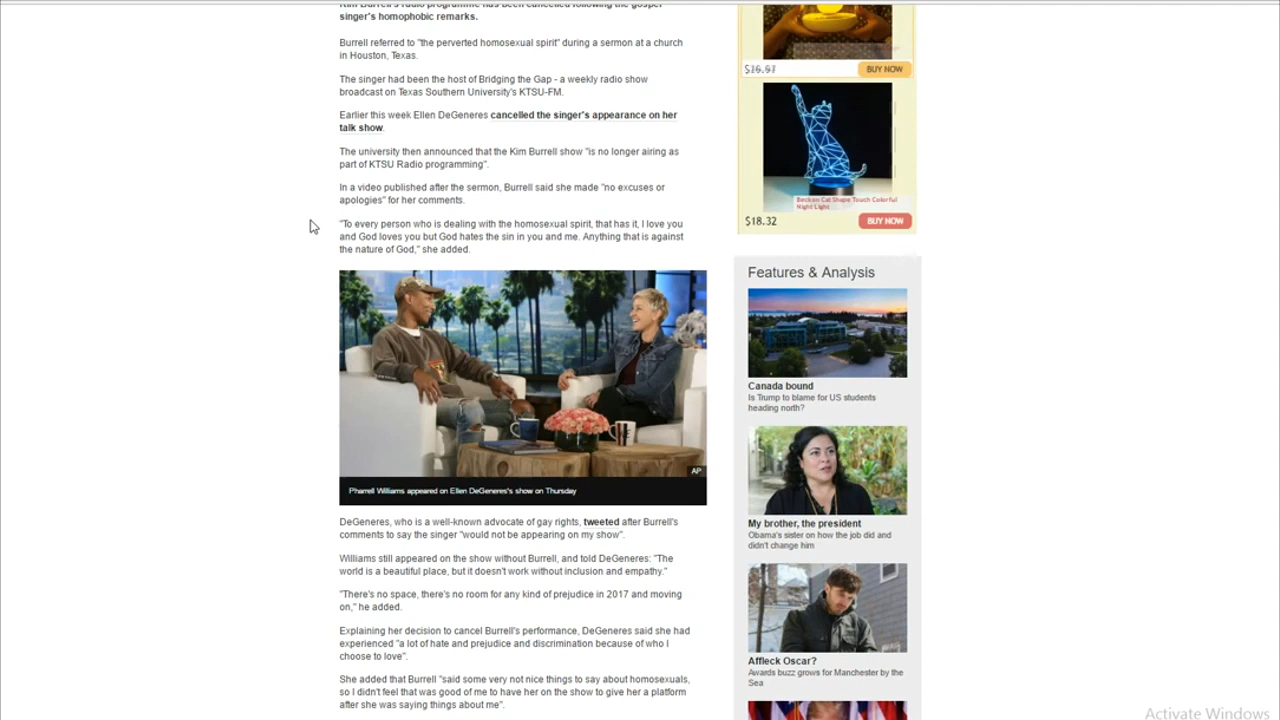 Kim Burrell's radio programme has been cancelled following the gospel
singer's homophobic remarks.
Burrell referred to "the perverted homosexual spirit" during a sermon at a church
in Houston, Texas.
The singer had been the host of Bridging the Gap - a weekly radio show
broadcast on Texas Southern University's KTSU-FM.
Earlier this week Ellen DeGeneres cancelled the singer's appearance on her
talk show.
The university then announced that the Kim Burrell show "is no longer airing as
part of KTSU Radio programming".
In a video published after the sermon, Burrell said she made "no excuses or
apologies" for her comments.
"To every person who is dealing with the homosexual spirit, that has it, I love you
and God loves you but God hates the sin in you and me. Anything that is against
the nature of God," she added.
AP
Pharrell Williams appeared on Ellen DeGeneres's show on Thursday
DeGeneres, who is a well-known advocate of gay rights, tweeted after Burrell's
comments to say the singer "would not be appearing on my show".
Williams still appeared on the show without Burrell, and told DeGeneres: "The
world is a beautiful place, but it doesn't work without inclusion and empathy."
"There's no space, there's no room for any kind of prejudice in 2017 and moving
on," he added.
Explaining her decision to cancel Burrell's performance, DeGeneres said she had
experienced "a lot of hate and prejudice and discrimination because of who I
choose to love".
She added that Burrell "said some very not nice things to say about homosexuals,
so I didn't feel that was good of me to have her on the show to give her a platform
after she was saying things about me".
BUY NOW
Cat Shape Touch Colorful
Night Light
$18.32
BUY NOW
Features & Analysis
Canada bound
Is Trump to blame for US students
heading north?
My brother, the president
Obama's sister on how the job did and
didn't change him
Affleck Oscar?
Awards buzz grows for Manchester by the
Sea
Activate Windows